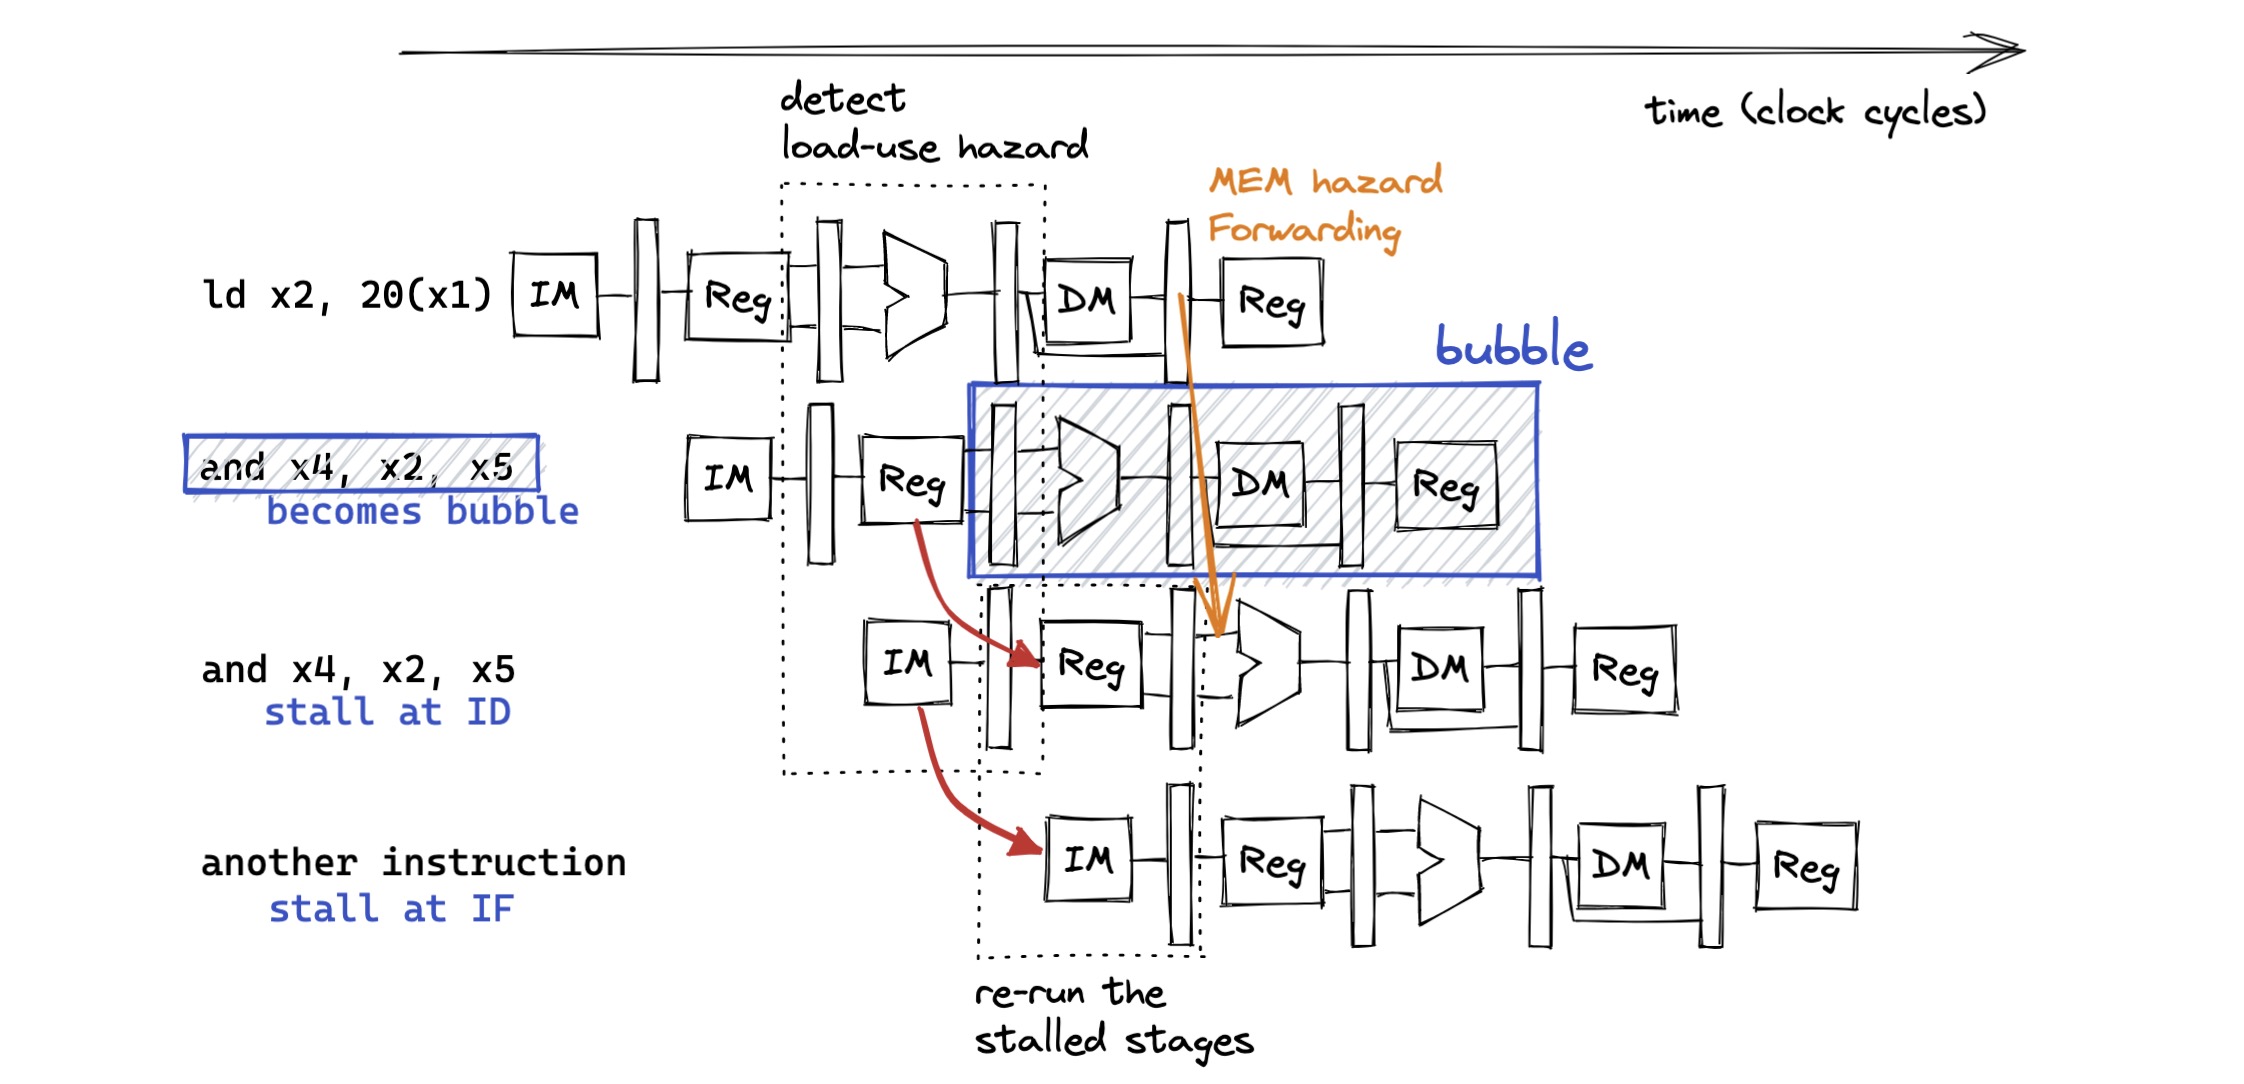 time (clock cycles)
detect
load-use hazard
MEM hazard
Forwarding
ld x2, 20(x1)
IM
Reg
DM
Reg
bubble
and x4, x2, x5
becomes bubble
IM
Reg
DM
Reg
and x4, x2, x5
stall at ID
IM
Reg
DM
Reg
another instruction
stall at IF
IM
Reg
DM
Reg
re-run the
stalled stages